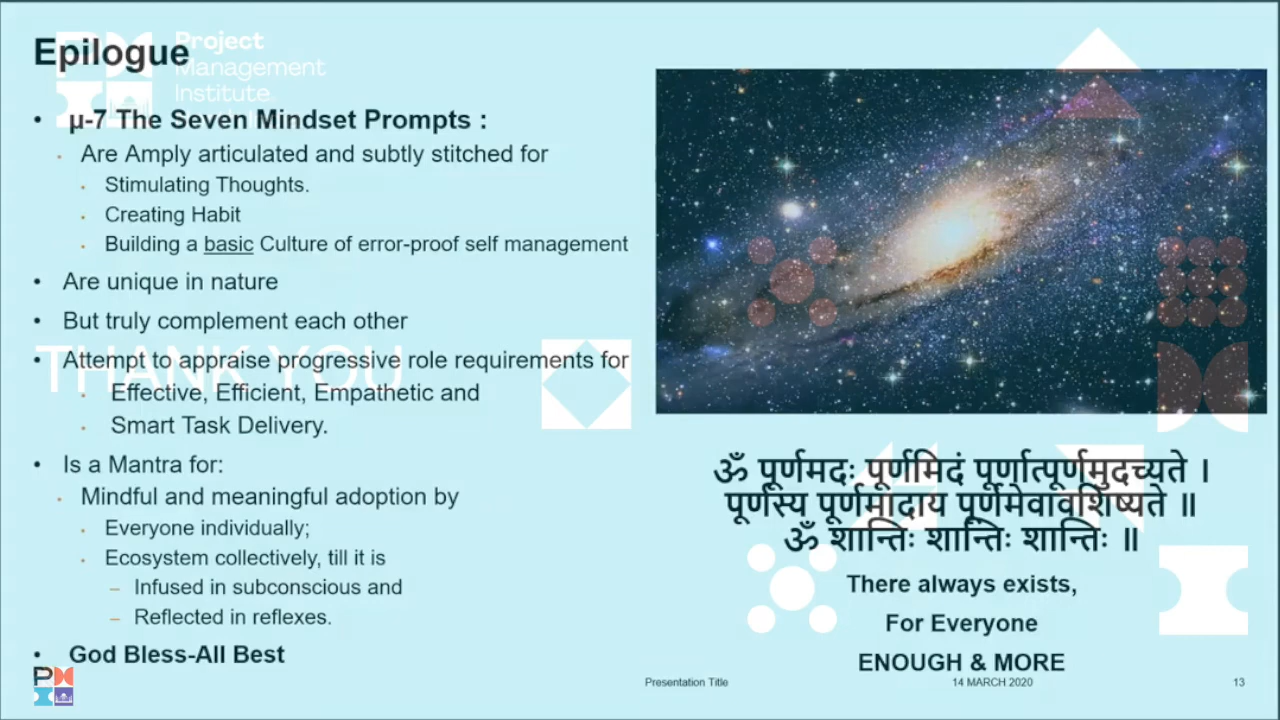 Epilogue
Project
Management
Institute
• µ-7 The Seven Mindset Prompts :
• Are Amply articulated and subtly stitched for
• Stimulating Thoughts.
• Creating Habit
• Building a basic Culture of error-proof self management
• Are unique in nature
• But truly complement each other
THANK YOU
• Attempt to appraise progressive role requirements for
• Effective, Efficient, Empathetic and
• Smart Task Delivery.
• Is a Mantra for:
• Mindful and meaningful adoption by
• Everyone individually;
• Ecosystem collectively, till it is
– Infused in subconscious and
– Reflected in reflexes.
• God Bless-All Best
ॐ पूर्णमदः पूर्णमिदं पूर्णात्पूर्णमुदच्यते ।
पूर्णस्य पूर्णमादाय पूर्णमेवावशिष्यते ॥
ॐ शान्तिः शान्तिः शान्तिः ॥
There always exists,
For Everyone
ENOUGH & MORE
Presentation Title
14 MARCH 2020
13